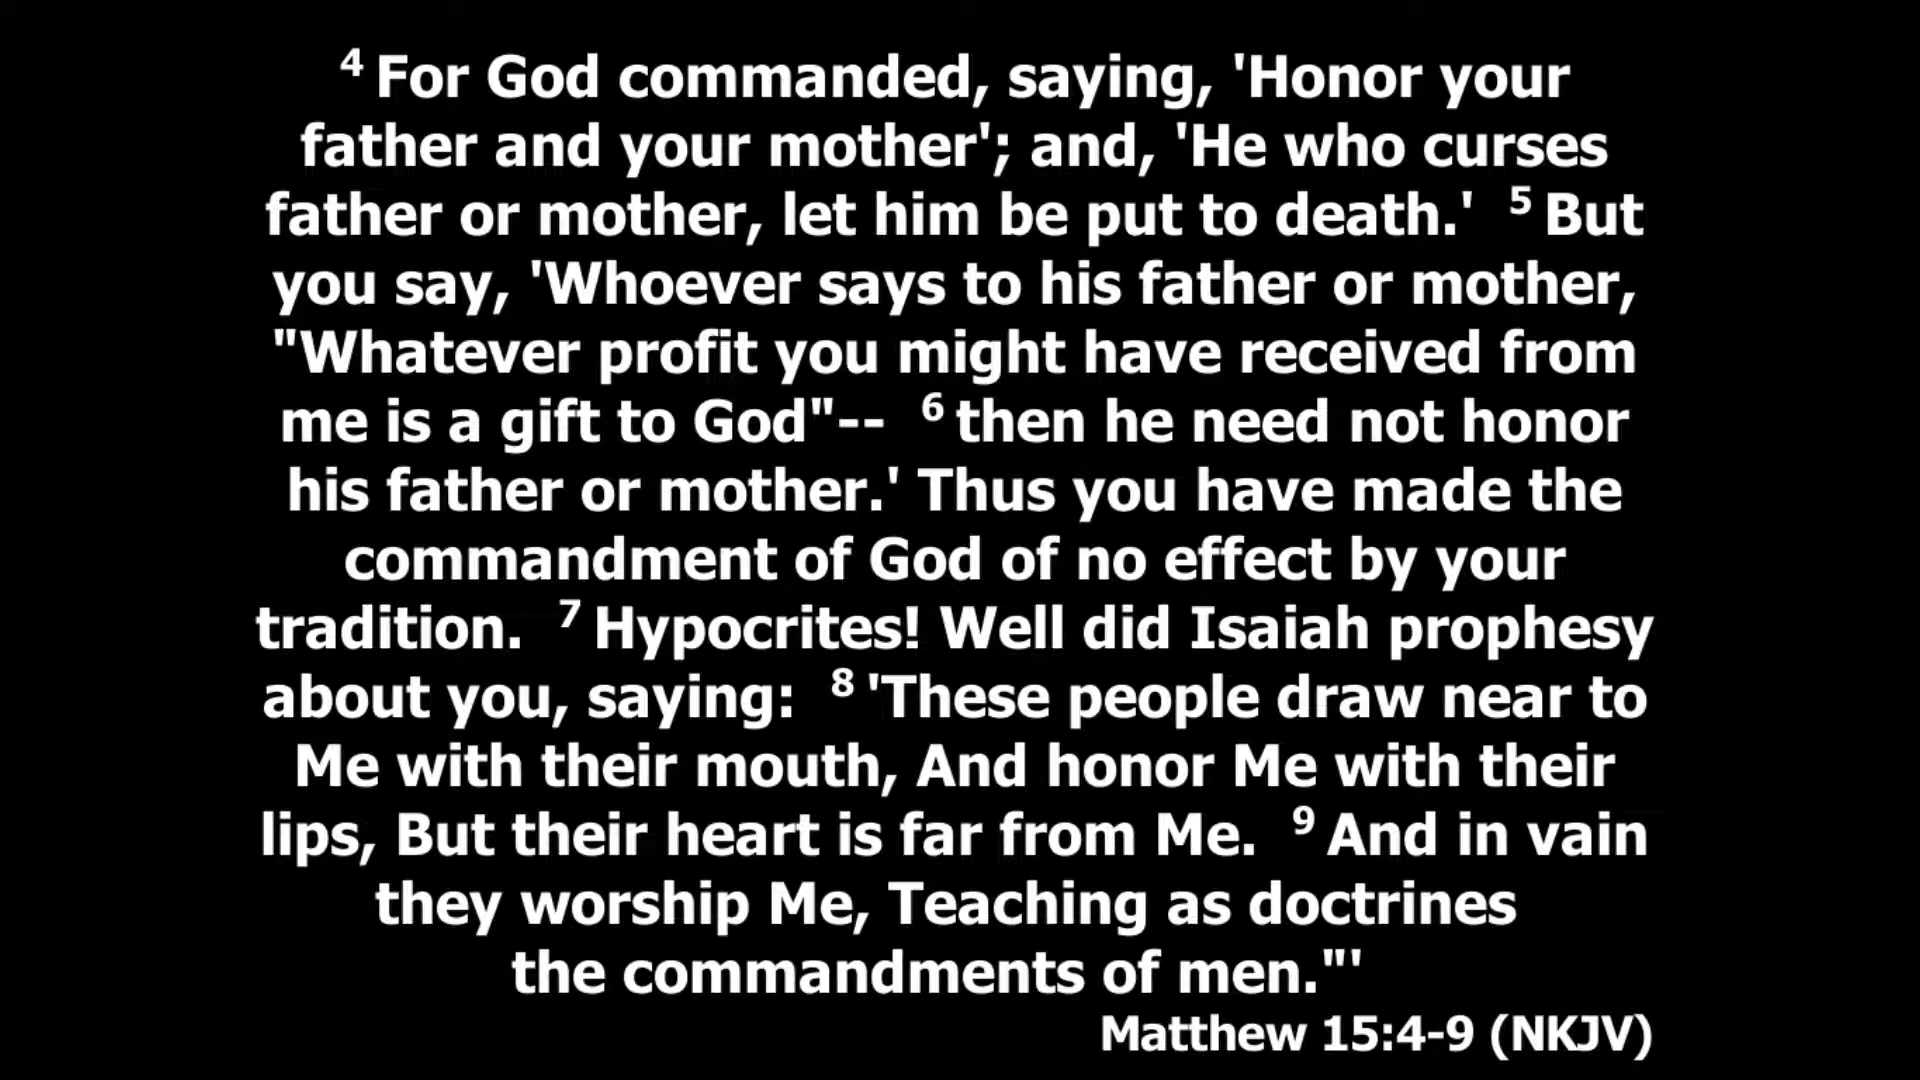 4 For God commanded, saying, 'Honor your
father and your mother'; and, 'He who curses
father or mother, let him be put to death.' 5 But
you say, 'Whoever says to his father or mother,
"Whatever profit you might have received from
me is a gift to God"-- 6 then he need not honor
his father or mother.' Thus you have made the
commandment of God of no effect by your
tradition. 7 Hypocrites! Well did Isaiah prophesy
about you, saying: 8 'These people draw near to
Me with their mouth, And honor Me with their
lips, But their heart is far from Me. 9 And in vain
they worship Me, Teaching as doctrines
the commandments of men."'
Matthew 15:4-9 (NKJV)